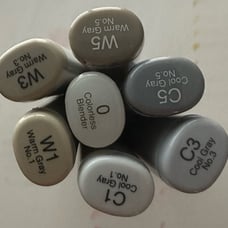 W5
Warm Gray
No.5
W3
Warm Gray
No.3
C5
Cool Gray
No.5
0
Colorless
Blender
W1
Warm Gray
No.1
C3
Cool Gray
No.3
C1
Cool Gray
No.1